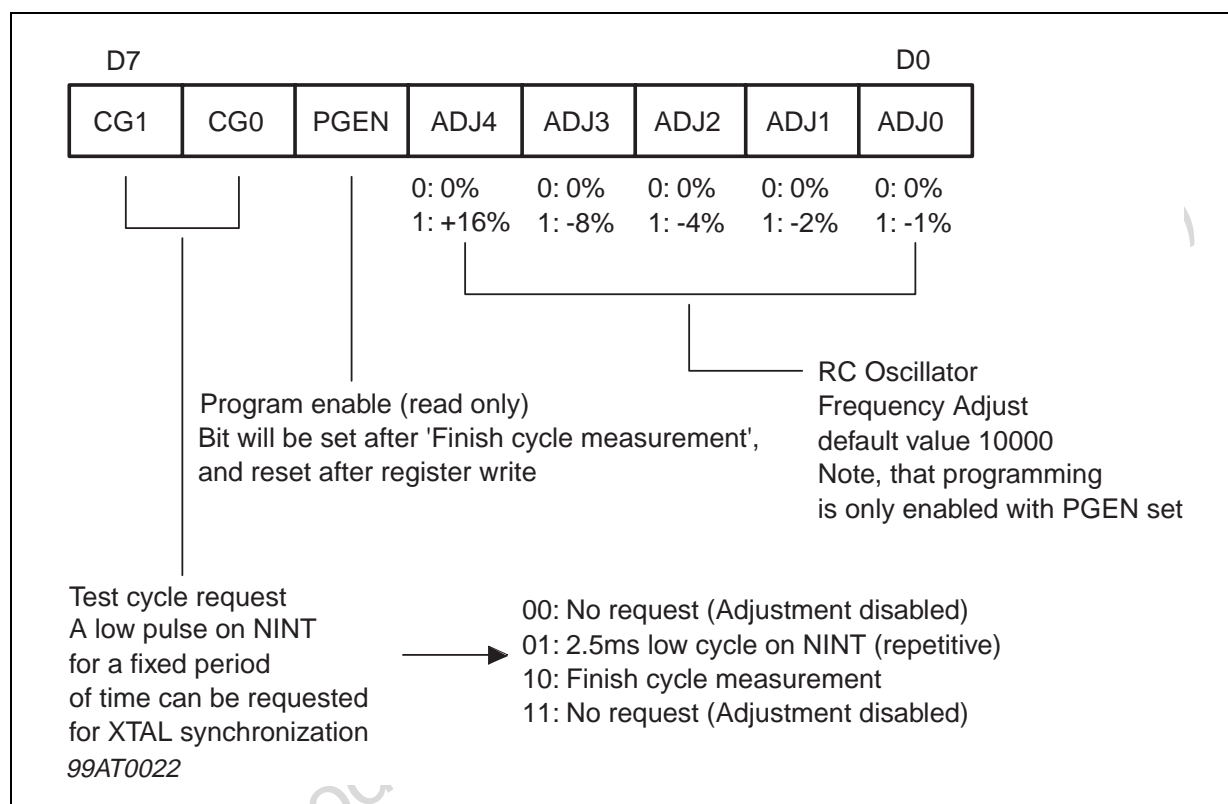 D7 D0
CG1 CG0 PGEN ADJ4 ADJ3 ADJ2 ADJ1 ADJ0
0: 0% 0: 0% 0: 0% 0: 0% 0: 0%
1: +16% 1: -8% 1: -4% 1: -2% 1: -1%
RC Oscillator
Frequency Adjust
default value 10000
Note, that programming
is only enabled with PGEN set
Program enable (read only)
Bit will be set after 'Finish cycle measurement',
and reset after register write
Test cycle request
A low pulse on NINT
for a fixed period
of time can be requested
for XTAL synchronization
00: No request (Adjustment disabled)
01: 2.5ms low cycle on NINT (repetitive)
10: Finish cycle measurement
11: No request (Adjustment disabled)
99AT0022